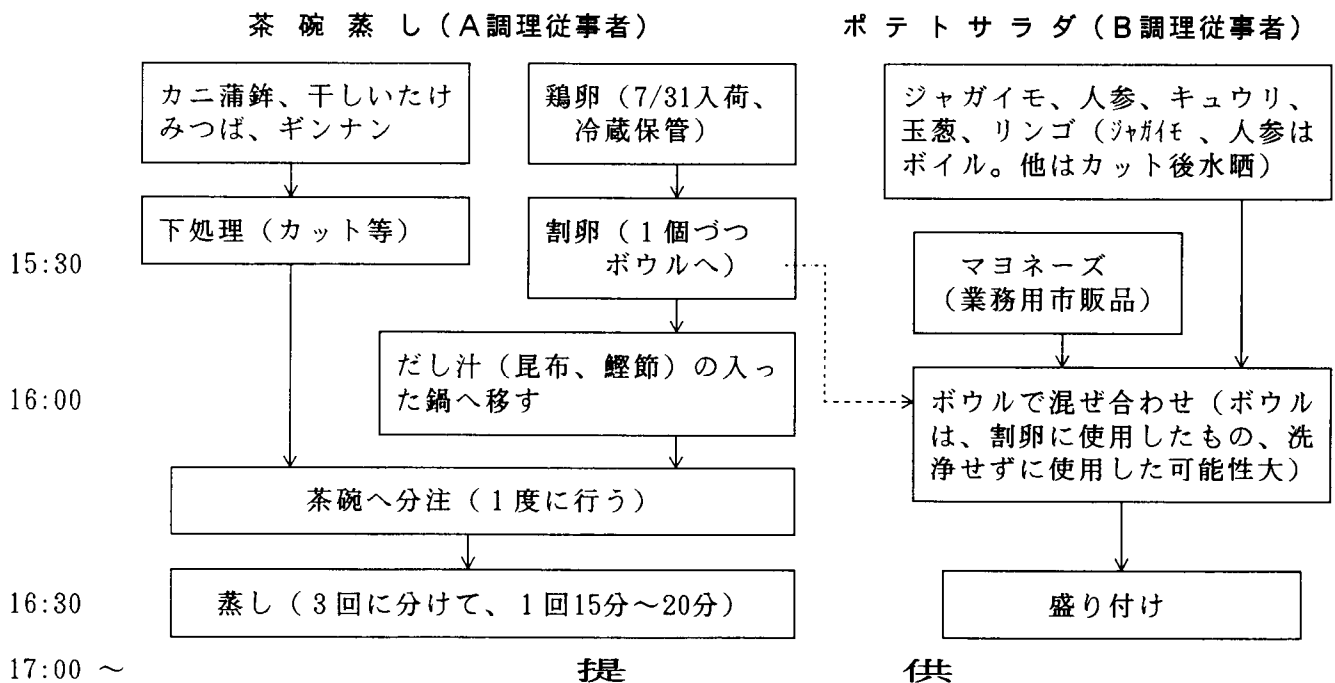 茶碗蒸し（A調理従事者）
ポテトサラダ（B調理従事者）
カニ蒲鉾、干しいたけ
みつば、ギンナン
鶏卵（7/31入荷、
冷蔵保管）
ジャガイモ、人参、キュウリ、
玉葱、リンゴ（ｼﾞｬｶﾞｲﾓ、人参は
ボイル。他はカット後水晒）
下処理（カット等）
15:30
割卵（１個づつ
ボウルへ）
マヨネーズ
（業務用市販品）
16:00
だし汁（昆布、鰹節）の入っ
た鍋へ移す
ボウルで混ぜ合わせ（ボウル
は、割卵に使用したもの、洗
浄せずに使用した可能性大）
茶碗へ分注（１度に行う）
16:30
蒸し（３回に分けて、１回15分～20分）
盛り付け
17:00 ～ 提 供